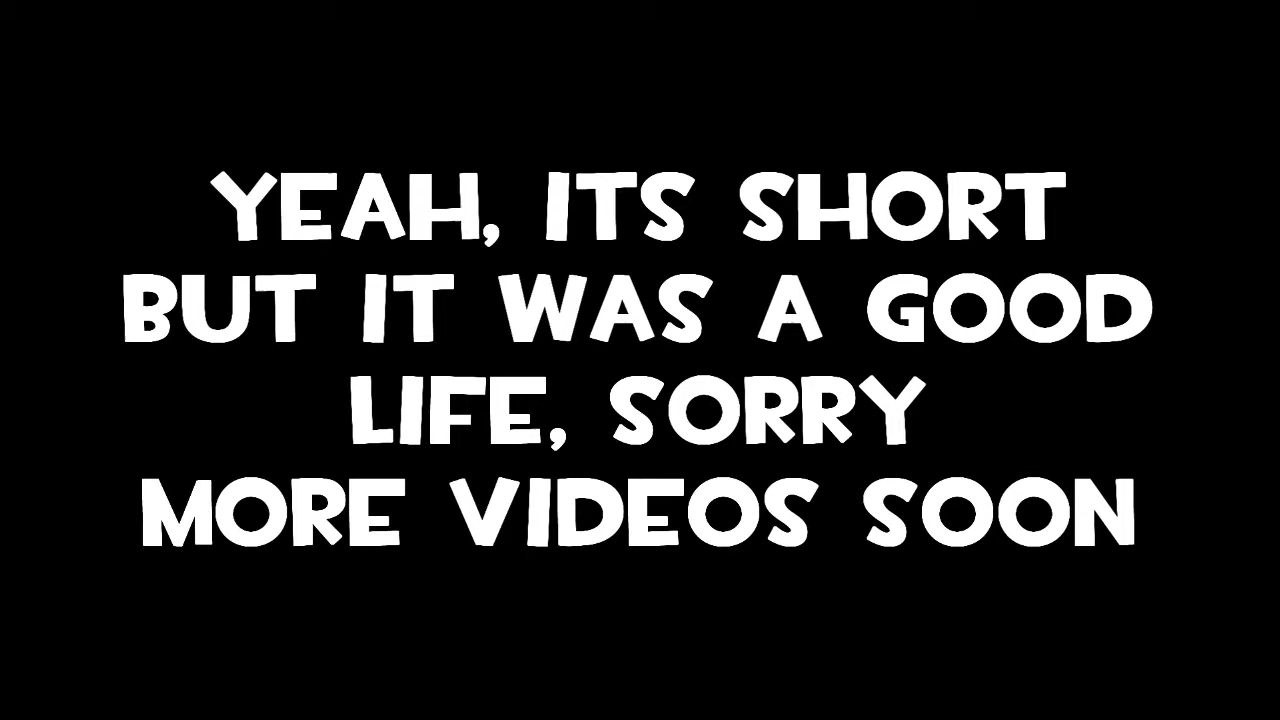 YEAH, ITS SHORT
BUT IT WAS A GOOD
LIFE, SORRY
MORE VIDEOS SOON